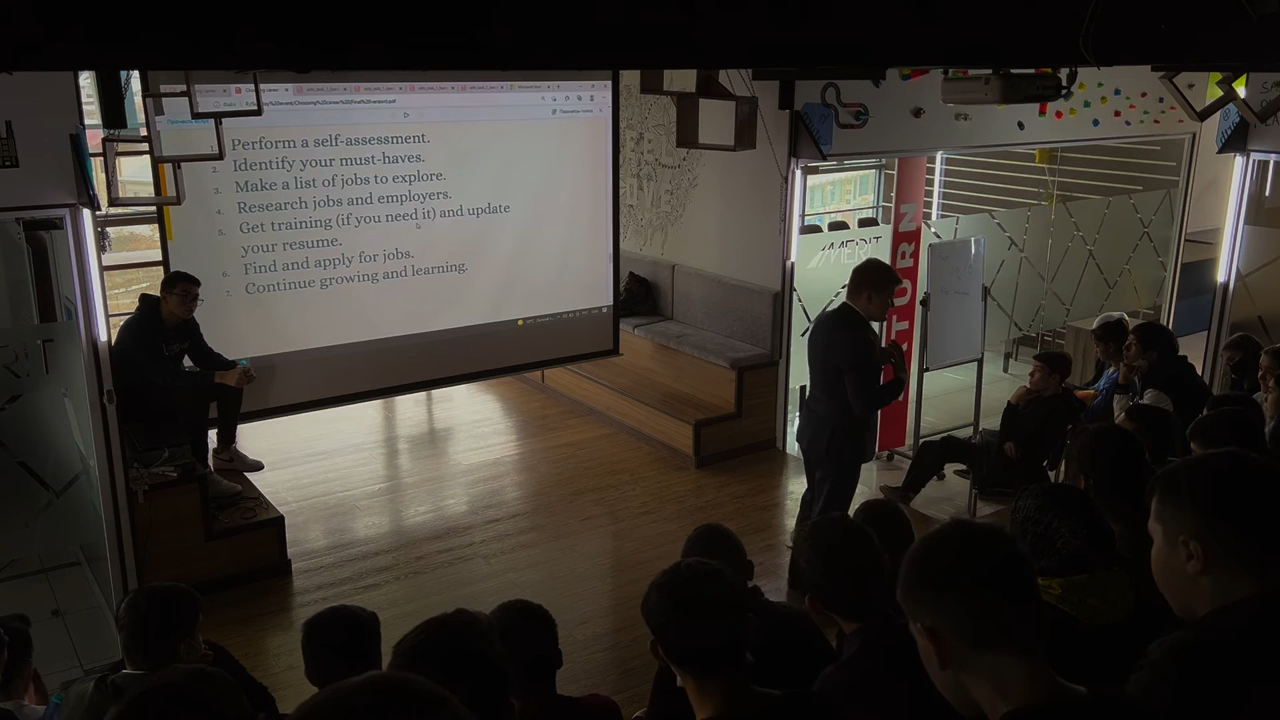 Perform a self-assessment.
2. Identify your must-haves.
3. Make a list of jobs to explore.
4. Research jobs and employers.
5. Get training (if you need it) and update
your resume.
6. Find and apply for jobs.
7. Continue growing and learning.
MERIT
TURN